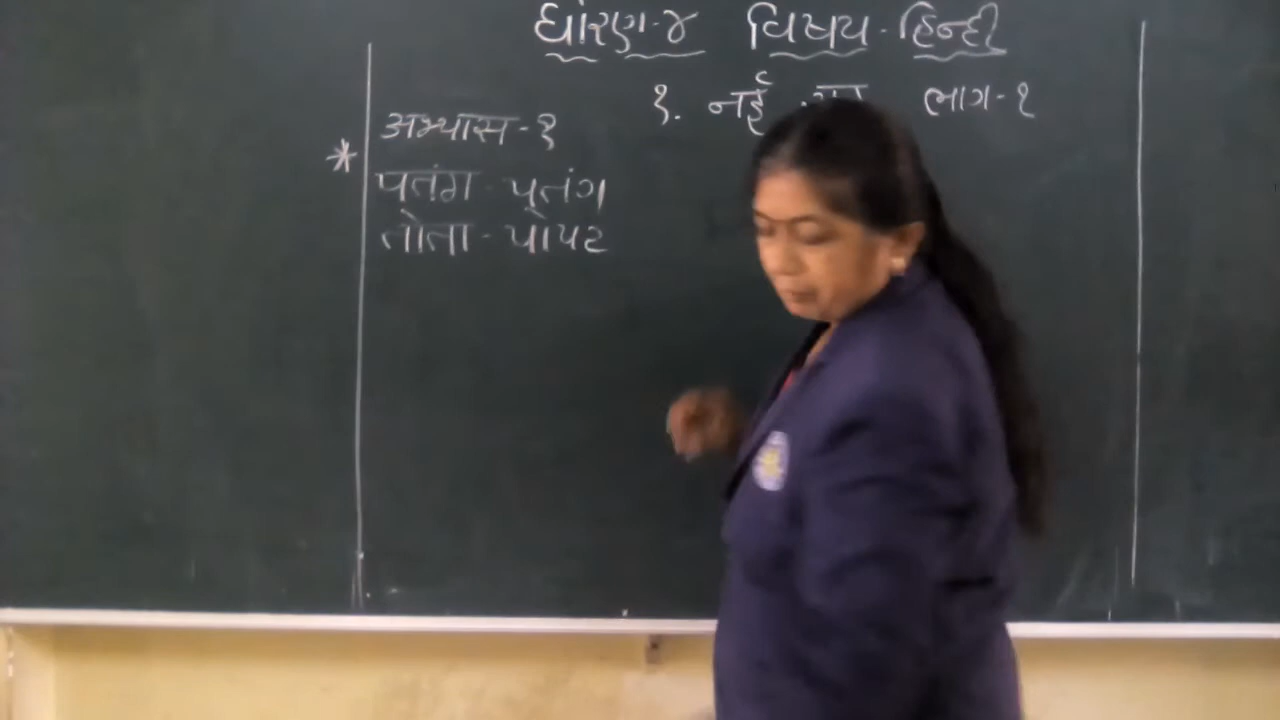 ધોરણ-૪ विषय - हिन्दी
१. नई ભાગ-૧
अभ्यास-१
*
पतंग - પતંગ
तोता - પોપટ